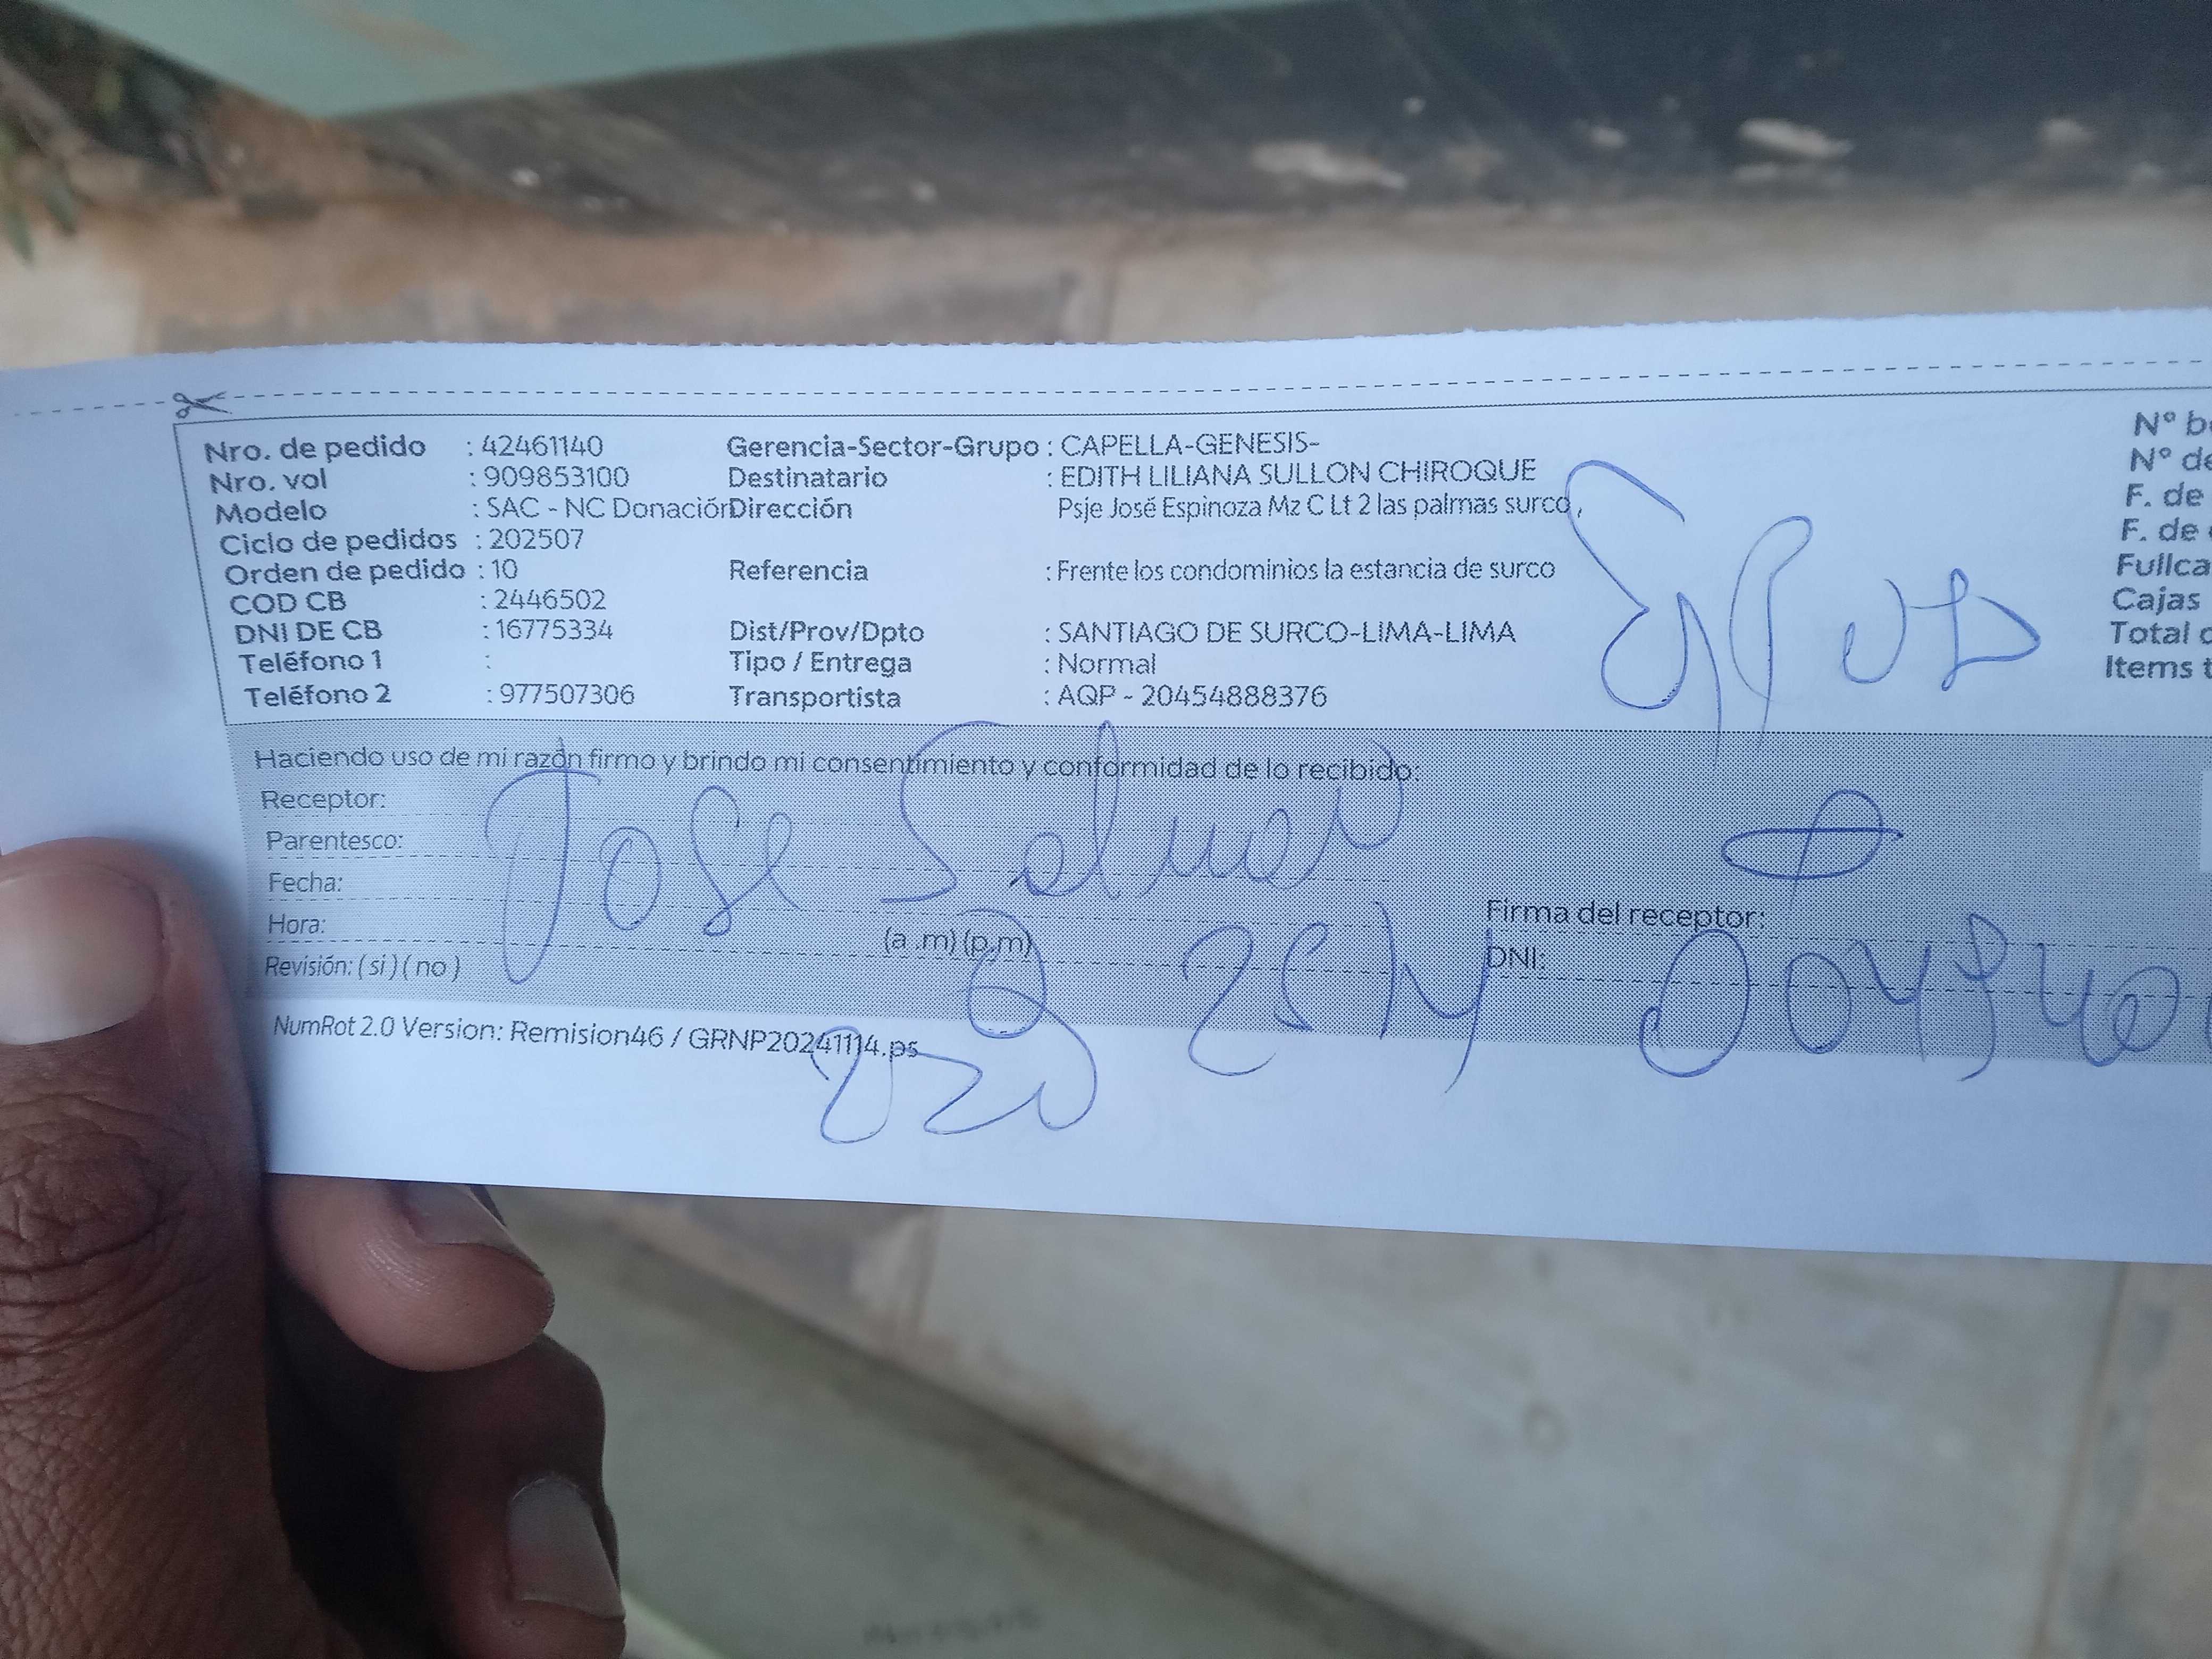 Nro. de pedido : 42461140 Gerencia-Sector-Grupo : CAPELLA-GENESIS- N° b
Nro. vol : 909853100 Destinatario : EDITH LILIANA SULLON CHIROQUE N° de
Modelo : SAC - NC Donación Dirección Psje José Espinoza Mz C Lt 2 las palmas surco, F. de
Ciclo de pedidos : 202507 F. de
Orden de pedido : 10 Referencia : Frente los condominios la estancia de surco Fullca
COD CB : 2446502 Cajas
DNI DE CB : 16775334 Dist/Prov/Dpto : SANTIAGO DE SURCO-LIMA-LIMA Total
Teléfono 1 : Tipo / Entrega : Normal Items t
Teléfono 2 : 977507306 Transportista : AQP - 20454888376
Haciendo uso de mi razón firmo y brindo mi consentimiento y conformidad de lo recibido:
Receptor:
Parentesco: Jose
Fecha:
Hora: (a .m) (p.m) Firma del receptor:
Revisión: ( si ) ( no ) DNI:
NumRot 2.0 Version: Remision46 / GRNP20241114.ps